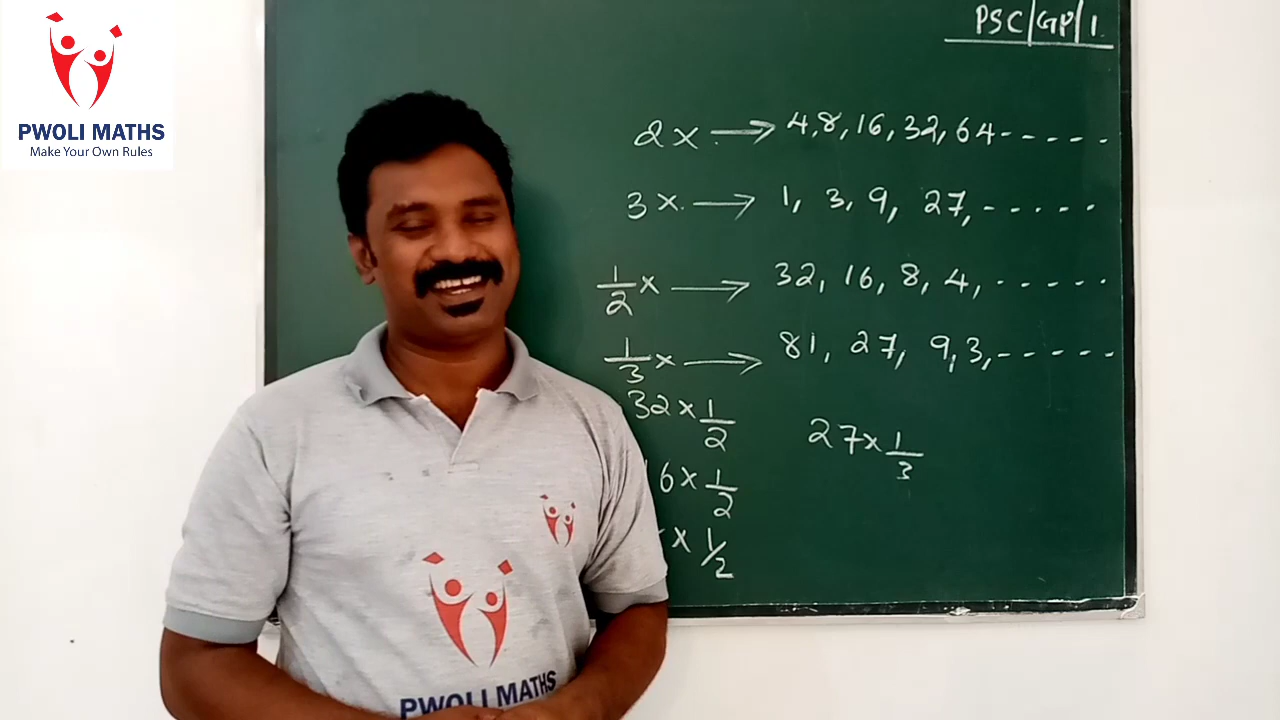 PWOLI MATHS
Make Your Own Rules
PSC/GP/1
2x → 4, 8, 16, 32, 64-----
3x → 1, 3, 9, 27, -----
1/2 x → 32, 16, 8, 4, -----
1/3 x → 81, 27, 9, 3, -----
32 × 1/2
27 × 1/3
6 × 1/2
× 1/2
PWOLI MATHS